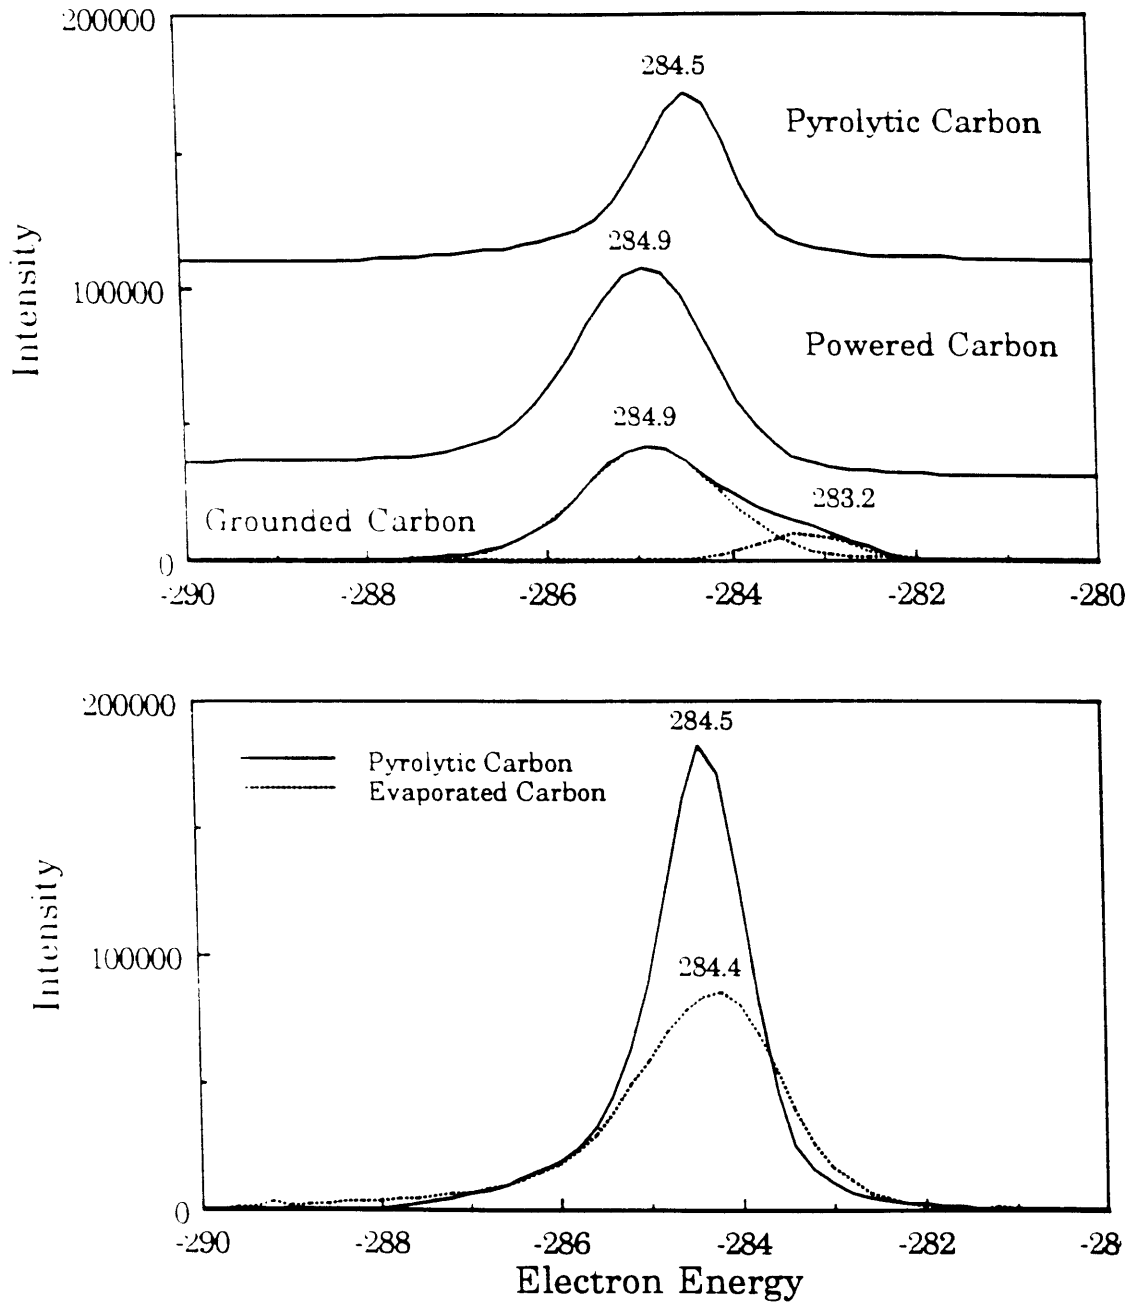 200000
284.5
Pyrolytic Carbon
284.9
100000
Powered Carbon
284.9
283.2
Grounded Carbon
0
-290 -288 -286 -284 -282 -280
Intensity
200000
284.5
Pyrolytic Carbon
Evaporated Carbon
100000
284.4
0
-290 -288 -286 -284 -282 -28
Intensity
Electron Energy